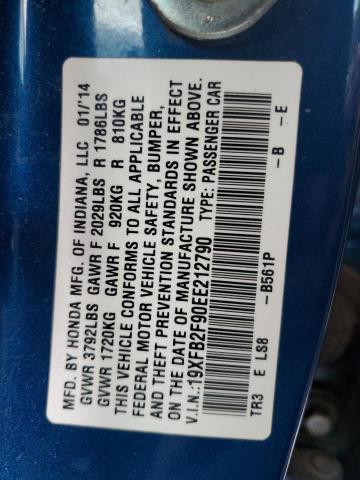 MFD. BY HONDA MFG. OF INDIANA, LLC 01/'14
GVWR 3792LBS GAWR F 2029LBS R 1786LBS
GVWR 1720KG GAWR F 920KG R 810KG
THIS VEHICLE CONFORMS TO ALL APPLICABLE
FEDERAL MOTOR VEHICLE SAFETY, BUMPER,
AND THEFT PREVENTION STANDARDS IN EFFECT
ON THE DATE OF MANUFACTURE SHOWN ABOVE.
V.I.N.:19XFB2F90EE212790 TYPE: PASSENGER CAR
-B561P -B -E
TR3 E LS8